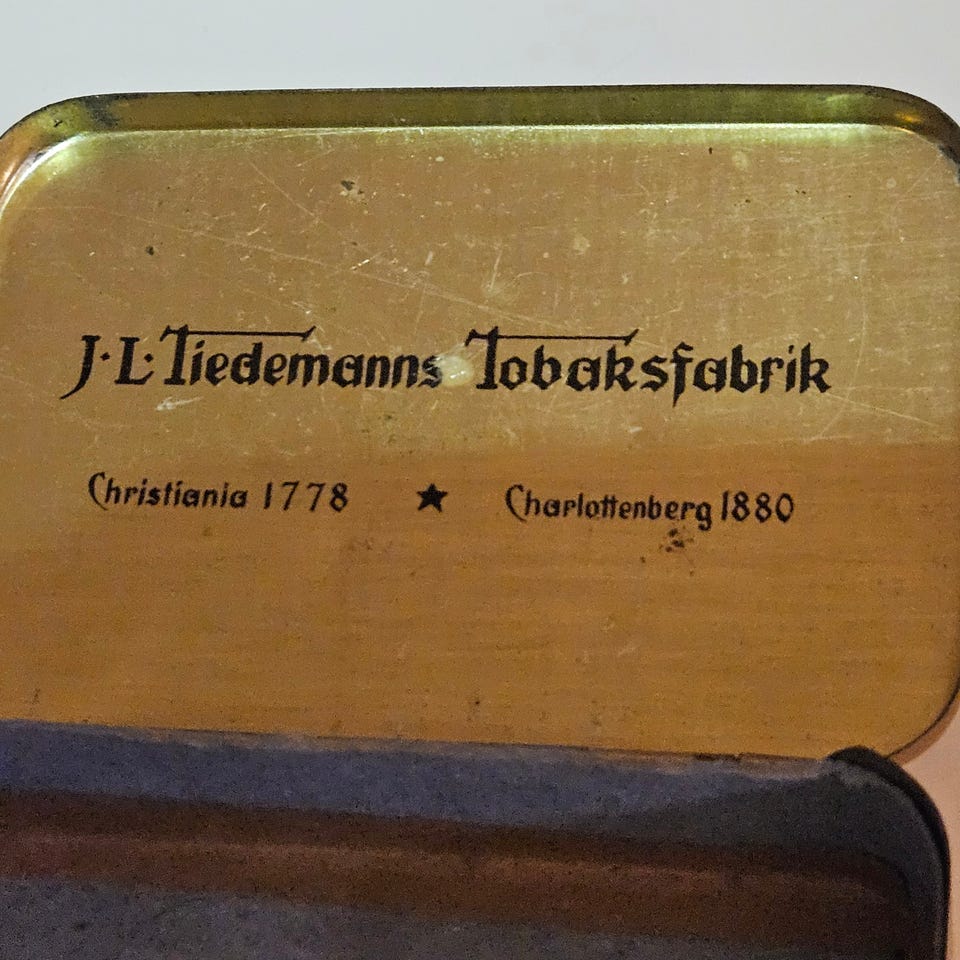 J. L. Tiedemanns Tobaksfabrik
Christiania 1778 ★ Charlottenberg 1880